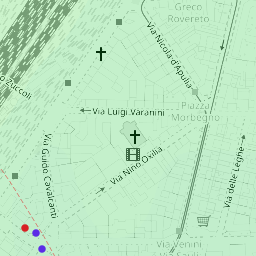 Greco
Rovereto
Via Nicola d'Apulia
Zuccoli
Via Luigi Varanini
Piazza
Morbegno
Via Guido Cavalcanti
Via Nino Oxilia
Via delle Leghe
Via Venini